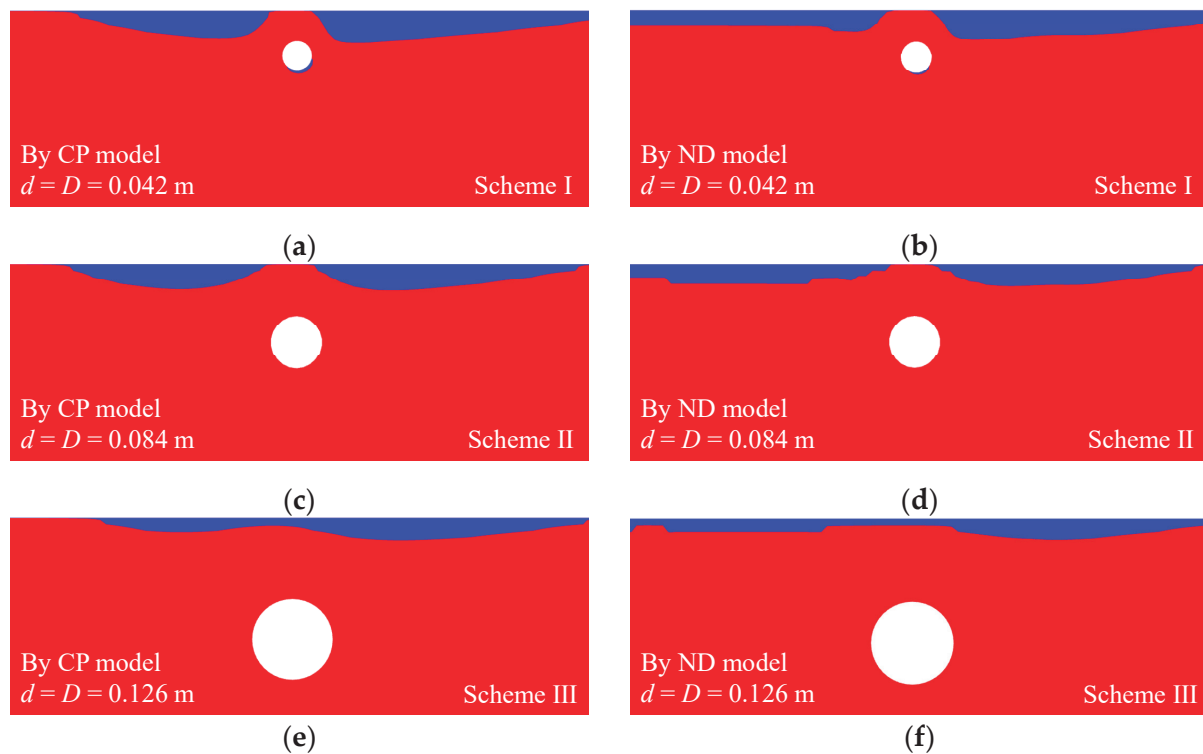 By CP model
d = D = 0.042 m
Scheme I
(a)
By ND model
d = D = 0.042 m
Scheme I
(b)
By CP model
d = D = 0.084 m
Scheme II
(c)
By ND model
d = D = 0.084 m
Scheme II
(d)
By CP model
d = D = 0.126 m
Scheme III
(e)
By ND model
d = D = 0.126 m
Scheme III
(f)